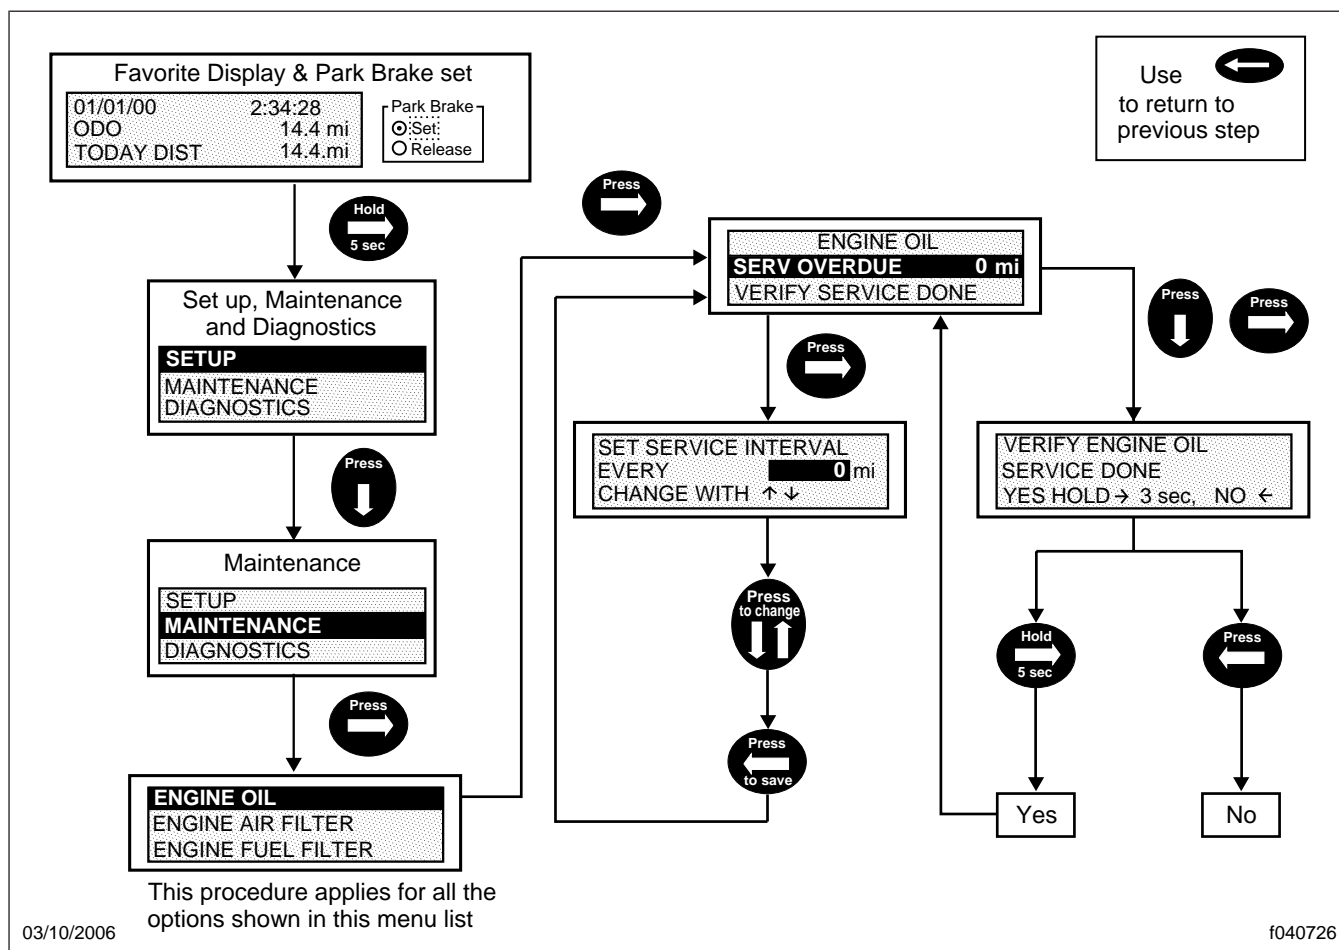 Favorite Display & Park Brake set
01/01/00 2:34:28
ODO 14.4 mi
TODAY DIST 14.4.mi
Park Brake
Set
Release
Use
to return to
previous step
Hold
5 sec
Set up, Maintenance
and Diagnostics
SETUP
MAINTENANCE
DIAGNOSTICS
Press
Maintenance
SETUP
MAINTENANCE
DIAGNOSTICS
Press
ENGINE OIL
ENGINE AIR FILTER
ENGINE FUEL FILTER
This procedure applies for all the
options shown in this menu list
Press
ENGINE OIL
SERV OVERDUE 0 mi
VERIFY SERVICE DONE
Press
SET SERVICE INTERVAL
EVERY 0 mi
CHANGE WITH ↑ ↓
Press
to change
Press
to save
Press
Press
VERIFY ENGINE OIL
SERVICE DONE
YES HOLD → 3 sec, NO ←
Hold
5 sec
Press
Yes
No
03/10/2006
f040726